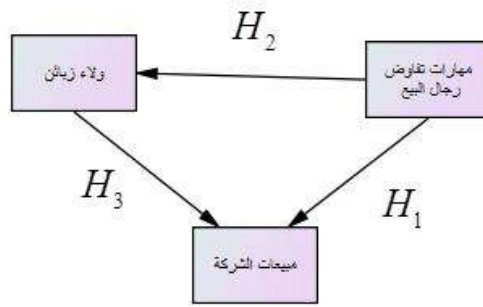 H₂
مهارات تفاوض
رجال البيع
ولاء زبائن
H₃
H₁
مبيعات الشركة